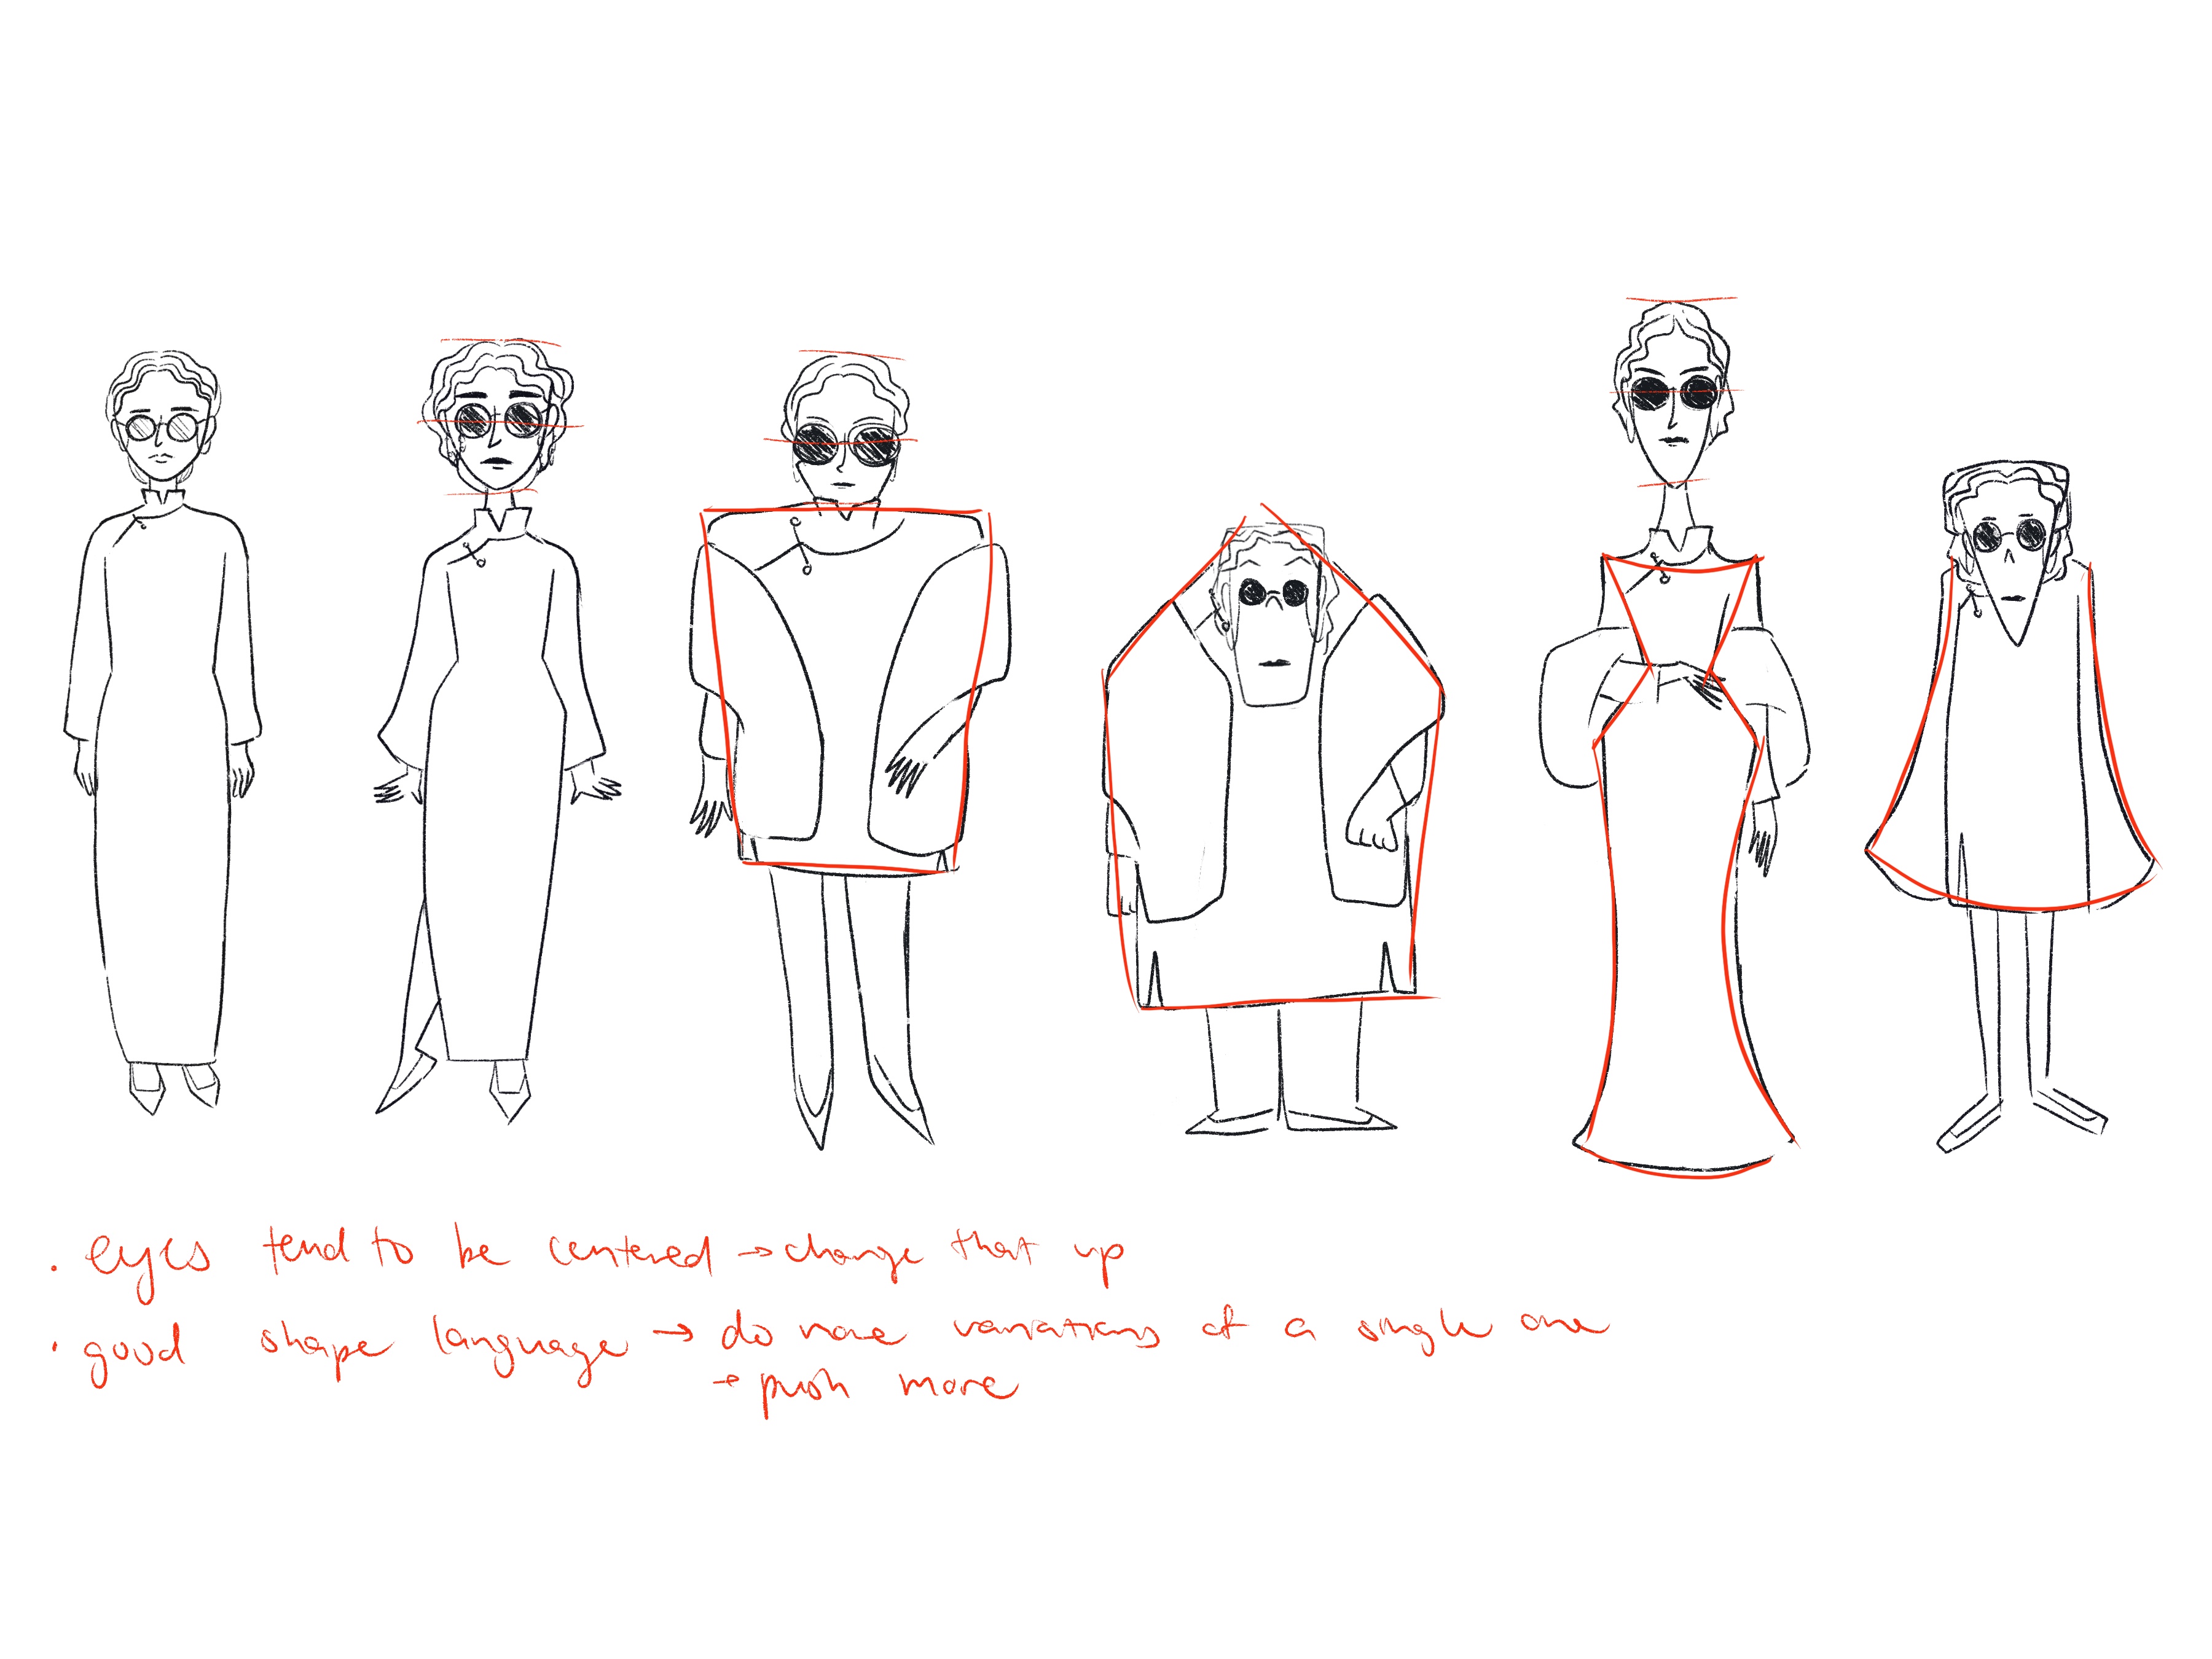 . eyes tend to be centered → change that up
. good shape language → do more variations of a single one
→ push more